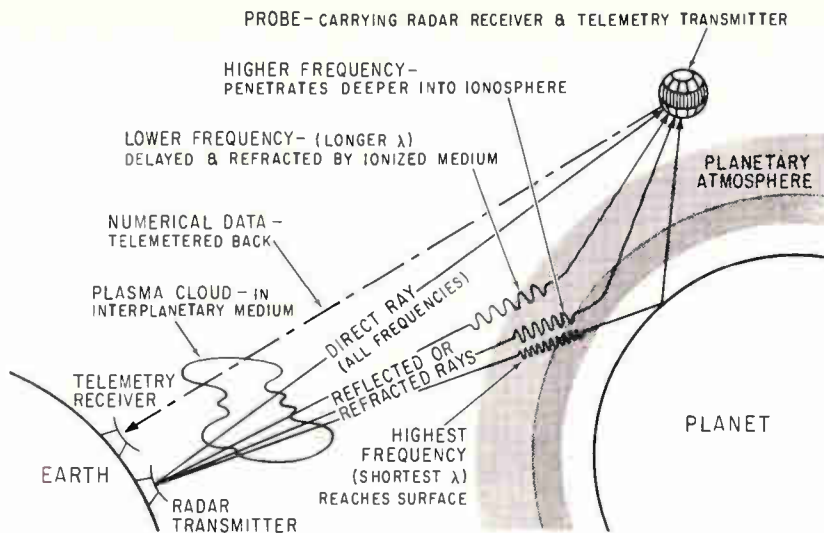 PROBE – CARRYING RADAR RECEIVER & TELEMETRY TRANSMITTER
HIGHER FREQUENCY –
PENETRATES DEEPER INTO IONOSPHERE
LOWER FREQUENCY – (LONGER λ)
DELAYED & REFRACTED BY IONIZED MEDIUM
PLANETARY
ATMOSPHERE
NUMERICAL DATA –
TELEMETERED BACK
PLASMA CLOUD – IN
INTERPLANETARY MEDIUM
DIRECT RAY
(ALL FREQUENCIES)
REFLECTED OR
REFRACTED RAYS
TELEMETRY
RECEIVER
EARTH
RADAR
TRANSMITTER
HIGHEST
FREQUENCY
(SHORTEST λ)
REACHES SURFACE
PLANET